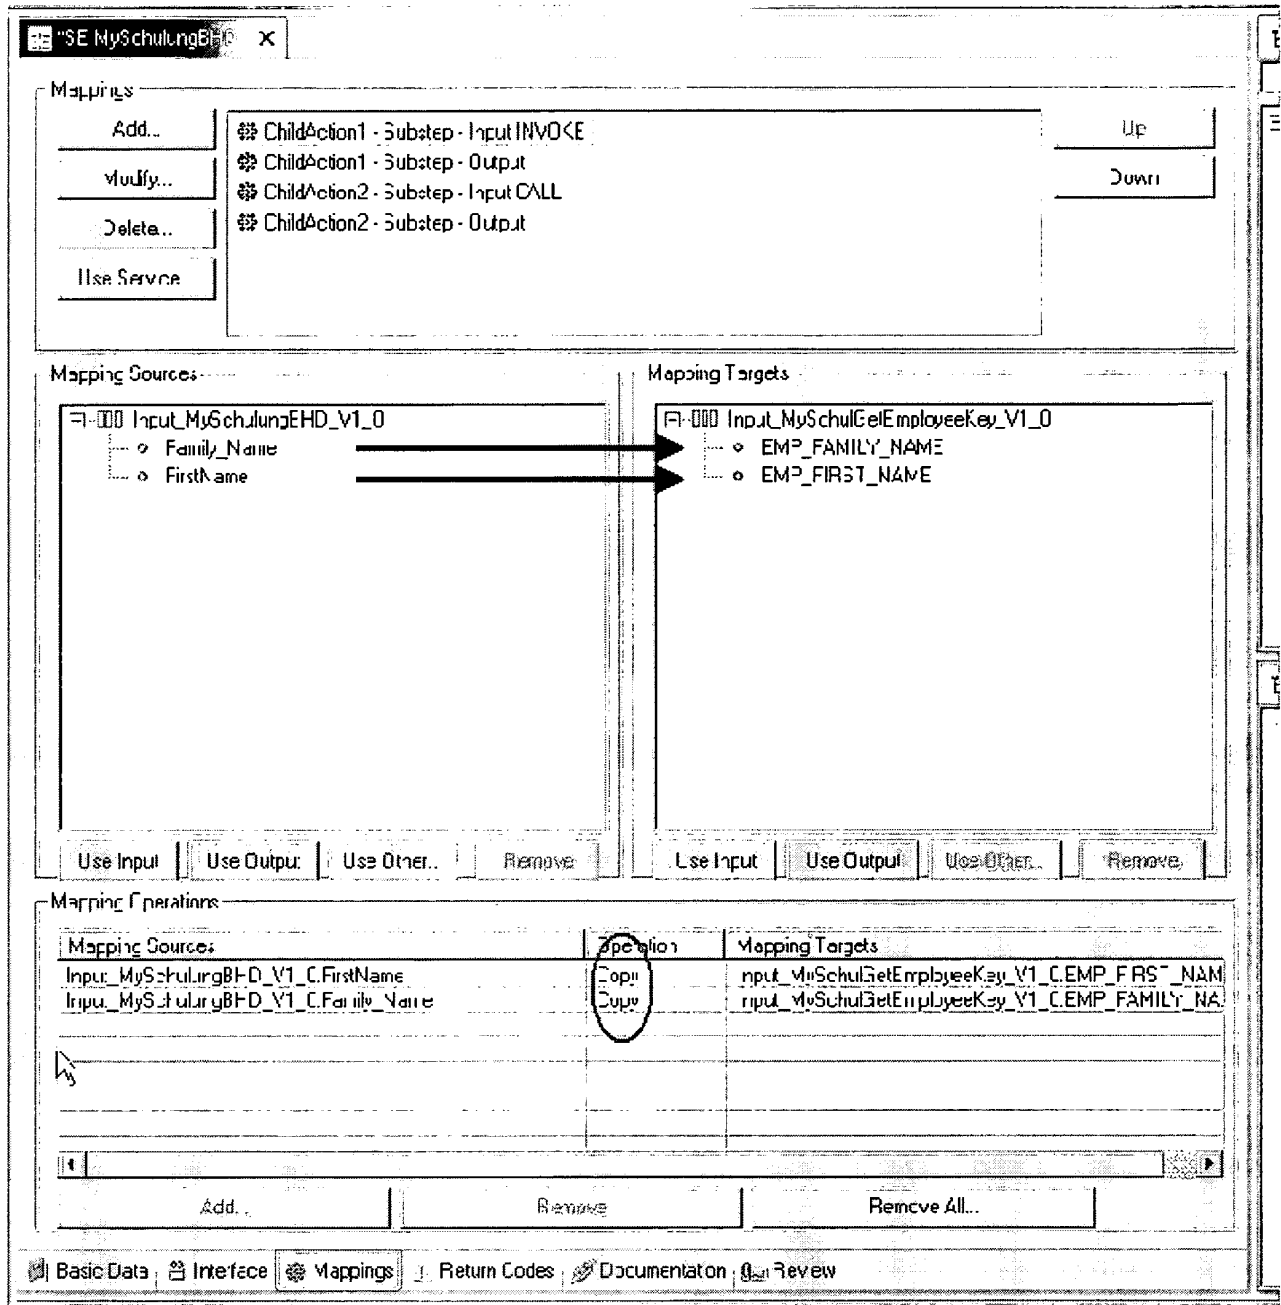 "SE MySchulungBHD X
Mappings
Add...
Modify...
Delete...
Use Service
ChildAction1 - Substep - Input INVOKE
ChildAction1 - Substep - Output
ChildAction2 - Substep - Input CALL
ChildAction2 - Substep - Output
Up
Down
Mapping Sources
Input_MySchulungBHD_V1_0
Family_Name
FirstName
Use Input Use Output Use Other... Remove
Mapping Targets
Input_MySchulGetEmployeeKey_V1_0
EMP_FAMILY_NAME
EMP_FIRST_NAME
Use Input Use Output Use Other... Remove
Mapping Operations
Mapping Sources Operation Mapping Targets
Input_MySchulungBHD_V1_0.FirstName Copy Input_MySchulGetEmployeeKey_V1_0.EMP_FIRST_NAM
Input_MySchulungBHD_V1_0.Family_Name Copy Input_MySchulGetEmployeeKey_V1_0.EMP_FAMILY_NA
Add... Remove Remove All...
Basic Data Interface Mappings Return Codes Documentation Review